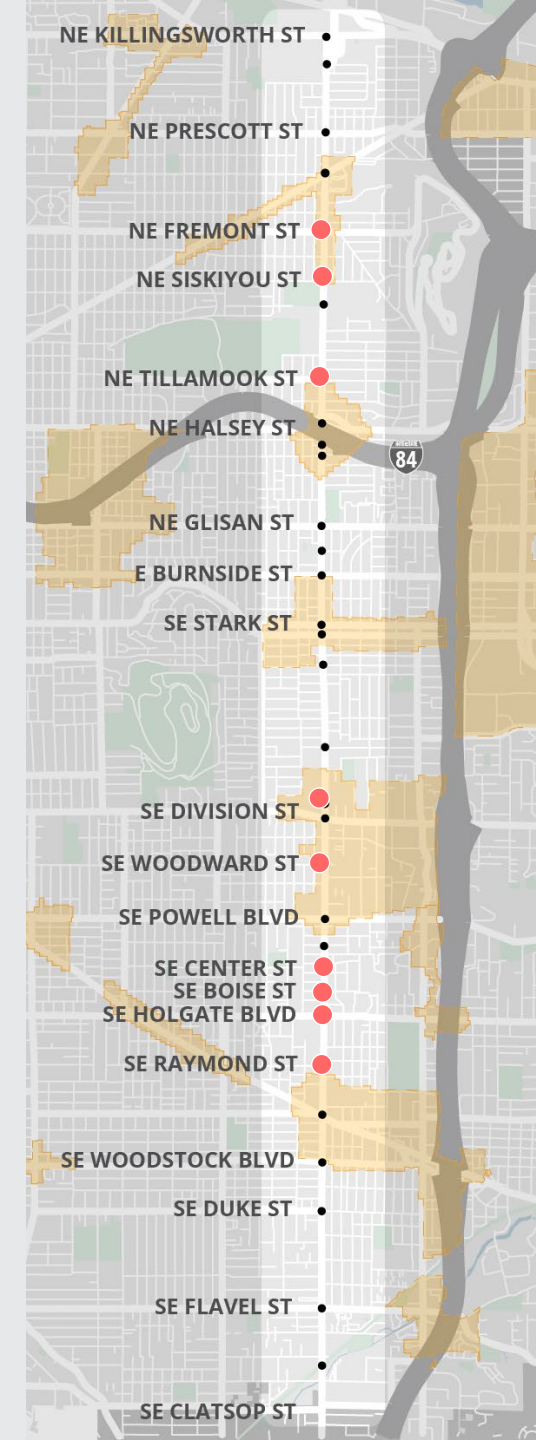 NE KILLINGSWORTH ST
NE PRESCOTT ST
NE FREMONT ST
NE SISKIYOU ST
NE TILLAMOOK ST
NE HALSEY ST
84
NE GLISAN ST
E BURNSIDE ST
SE STARK ST
SE DIVISION ST
SE WOODWARD ST
SE POWELL BLVD
SE CENTER ST
SE BOISE ST
SE HOLGATE BLVD
SE RAYMOND ST
SE WOODSTOCK BLVD
SE DUKE ST
SE FLAVEL ST
SE CLATSOP ST